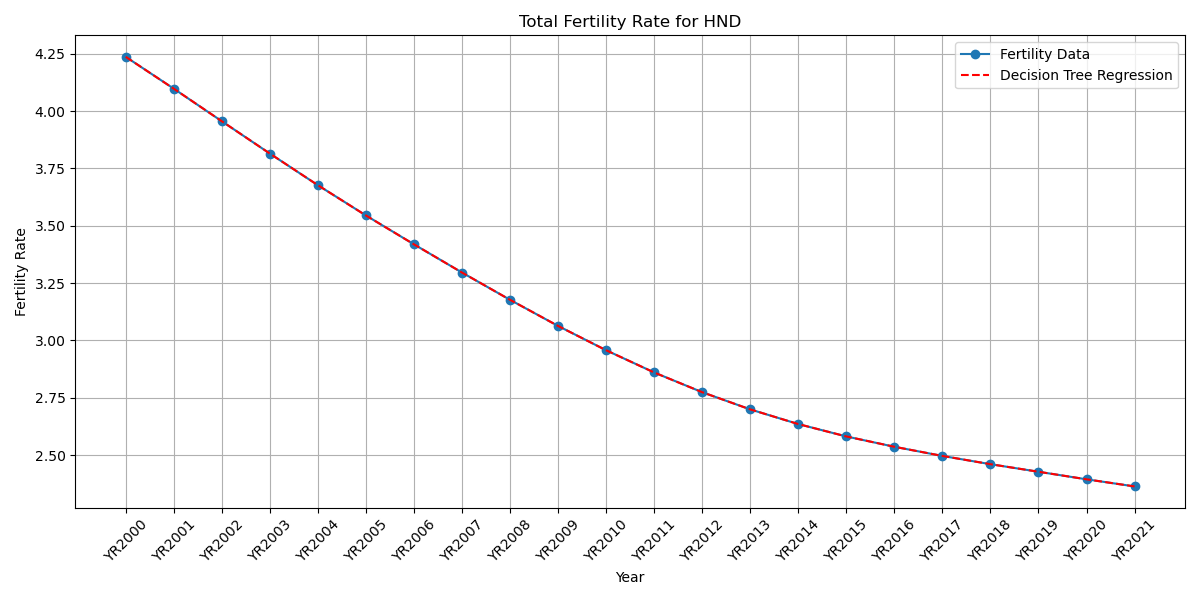 Total Fertility Rate for HND
Fertility Data
Decision Tree Regression
Fertility Rate
4.25
4.00
3.75
3.50
3.25
3.00
2.75
2.50
YR2000
YR2001
YR2002
YR2003
YR2004
YR2005
YR2006
YR2007
YR2008
YR2009
YR2010
YR2011
YR2012
YR2013
YR2014
YR2015
YR2016
YR2017
YR2018
YR2019
YR2020
YR2021
Year